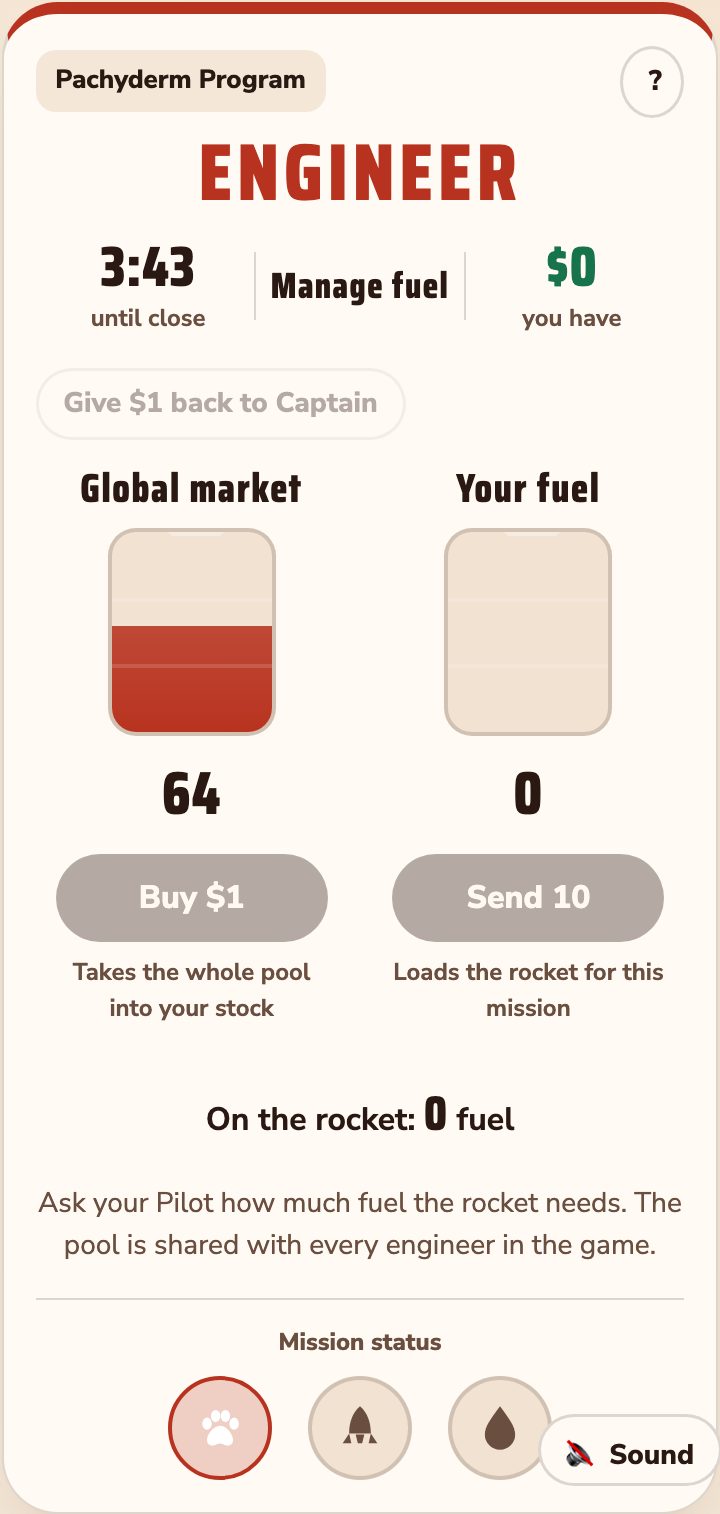 Pachyderm Program
?
ENGINEER
3:43
until close
Manage fuel
$0
you have
Give $1 back to Captain
Global market
Your fuel
64
0
Buy $1
Send 10
Takes the whole pool
into your stock
Loads the rocket for this
mission
On the rocket: 0 fuel
Ask your Pilot how much fuel the rocket needs. The
pool is shared with every engineer in the game.
Mission status
Sound